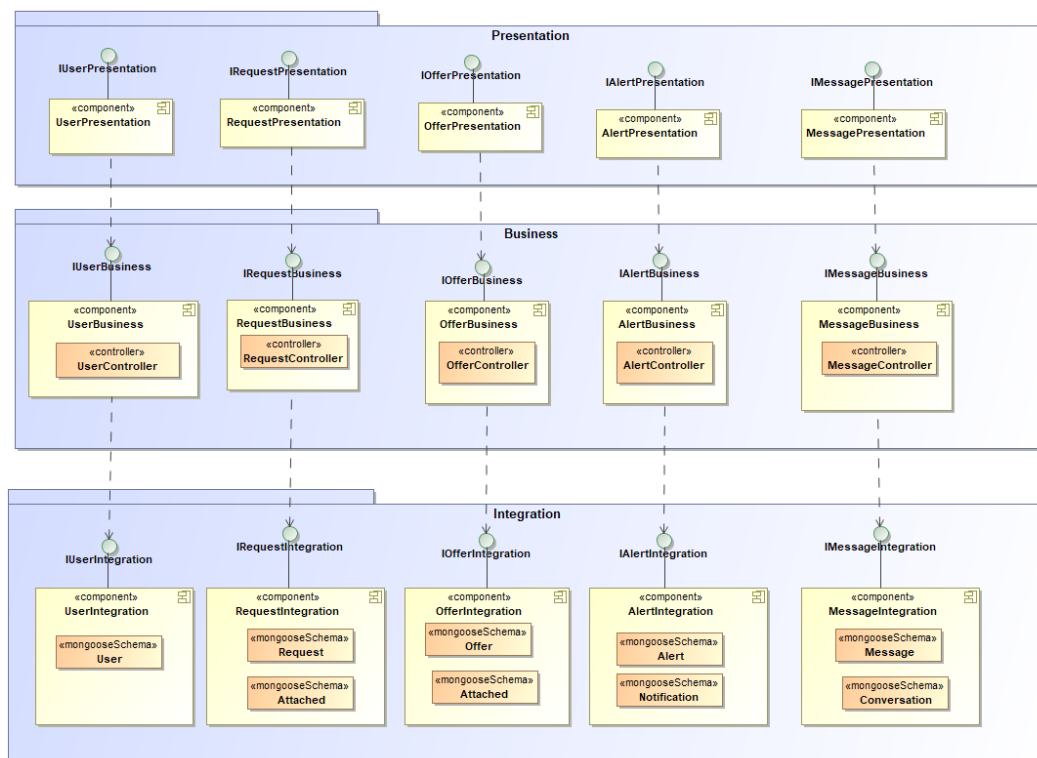 Presentation
IUserPresentation
IRequestPresentation
IOfferPresentation
IAlertPresentation
IMessagePresentation
«component»
UserPresentation
«component»
RequestPresentation
«component»
OfferPresentation
«component»
AlertPresentation
«component»
MessagePresentation
Business
IUserBusiness
IRequestBusiness
IOfferBusiness
IAlertBusiness
IMessageBusiness
«component»
UserBusiness
«controller»
UserController
«component»
RequestBusiness
«controller»
RequestController
«component»
OfferBusiness
«controller»
OfferController
«component»
AlertBusiness
«controller»
AlertController
«component»
MessageBusiness
«controller»
MessageController
Integration
IUserIntegration
IRequestIntegration
IOfferIntegration
IAlertIntegration
IMessageIntegration
«component»
UserIntegration
«mongooseSchema»
User
«component»
RequestIntegration
«mongooseSchema»
Request
«mongooseSchema»
Attached
«component»
OfferIntegration
«mongooseSchema»
Offer
«mongooseSchema»
Attached
«component»
AlertIntegration
«mongooseSchema»
Alert
«mongooseSchema»
Notification
«component»
MessageIntegration
«mongooseSchema»
Message
«mongooseSchema»
Conversation